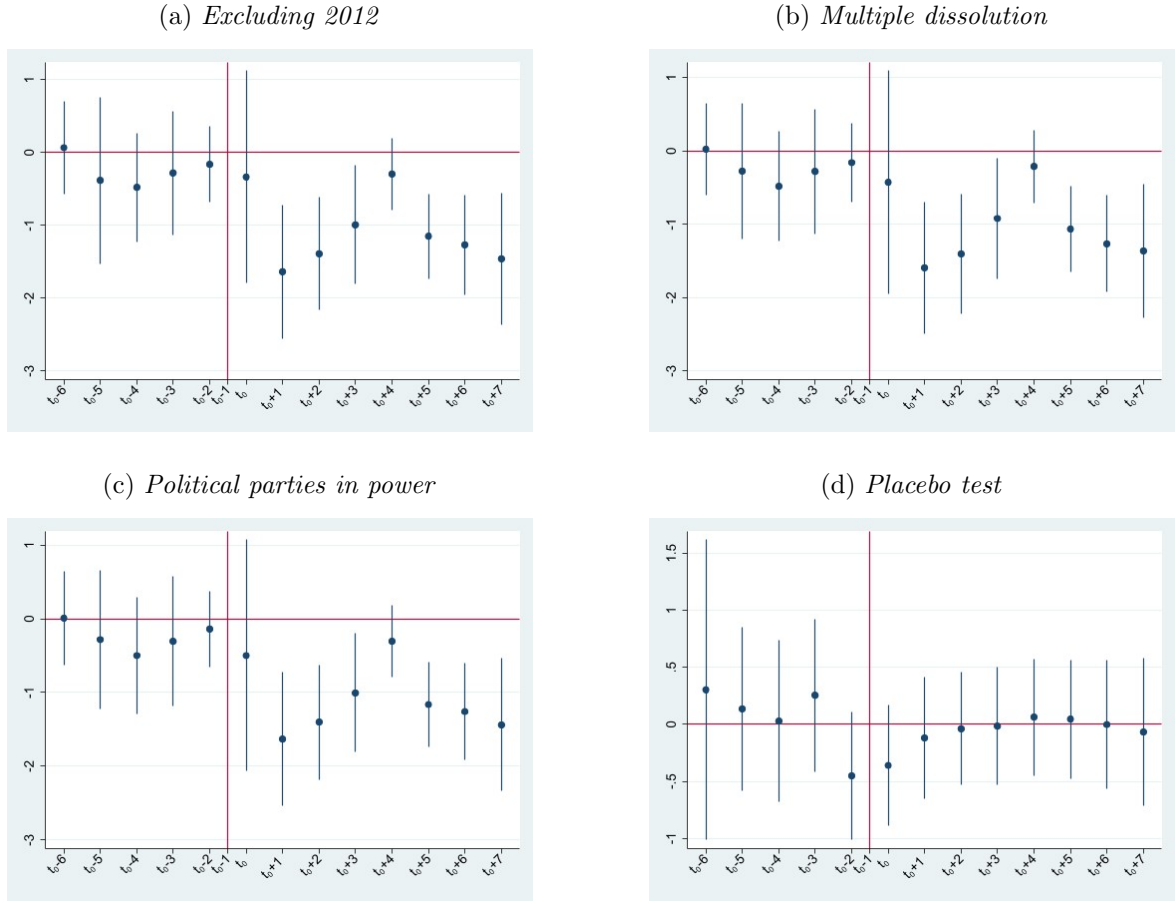 (a) Excluding 2012
(b) Multiple dissolution
1
0
-1
-2
-3
t₀-6 t₀-5 t₀-4 t₀-3 t₀-2 t₀-1 t₀ t₀+1 t₀+2 t₀+3 t₀+4 t₀+5 t₀+6 t₀+7
1
0
-1
-2
-3
t₀-6 t₀-5 t₀-4 t₀-3 t₀-2 t₀-1 t₀ t₀+1 t₀+2 t₀+3 t₀+4 t₀+5 t₀+6 t₀+7
(c) Political parties in power
(d) Placebo test
1
0
-1
-2
-3
t₀-6 t₀-5 t₀-4 t₀-3 t₀-2 t₀-1 t₀ t₀+1 t₀+2 t₀+3 t₀+4 t₀+5 t₀+6 t₀+7
1.5
1
.5
0
-.5
-1
t₀-6 t₀-5 t₀-4 t₀-3 t₀-2 t₀-1 t₀ t₀+1 t₀+2 t₀+3 t₀+4 t₀+5 t₀+6 t₀+7